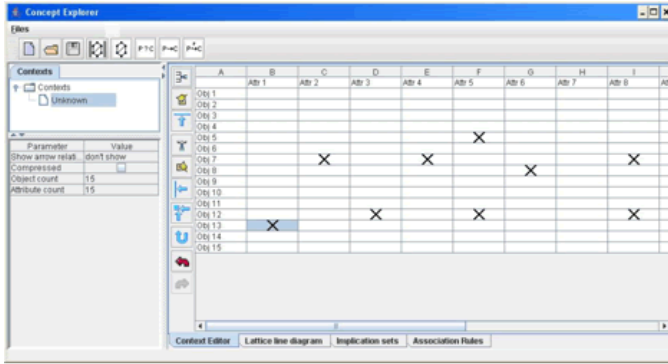 Concept Explorer
Files
Contexts
Contexts
Unknown
Parameter Value
Show arrow relati... don't show
Compressed
Object count 15
Attribute count 15
A B C D E F G H I
Attr 1 Attr 2 Attr 3 Attr 4 Attr 5 Attr 6 Attr 7 Attr 8
Obj 1
Obj 2
Obj 3
Obj 4
Obj 5
Obj 6
Obj 7
Obj 8
Obj 9
Obj 10
Obj 11
Obj 12
Obj 13
Obj 14
Obj 15
Context Editor Lattice line diagram Implication sets Association Rules